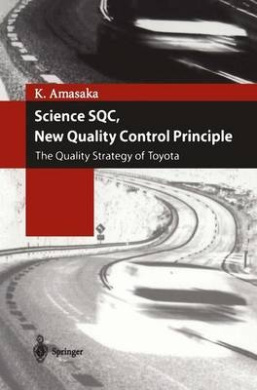 K. Amasaka
Science SQC,
New Quality Control Principle
The Quality Strategy of Toyota
Springer